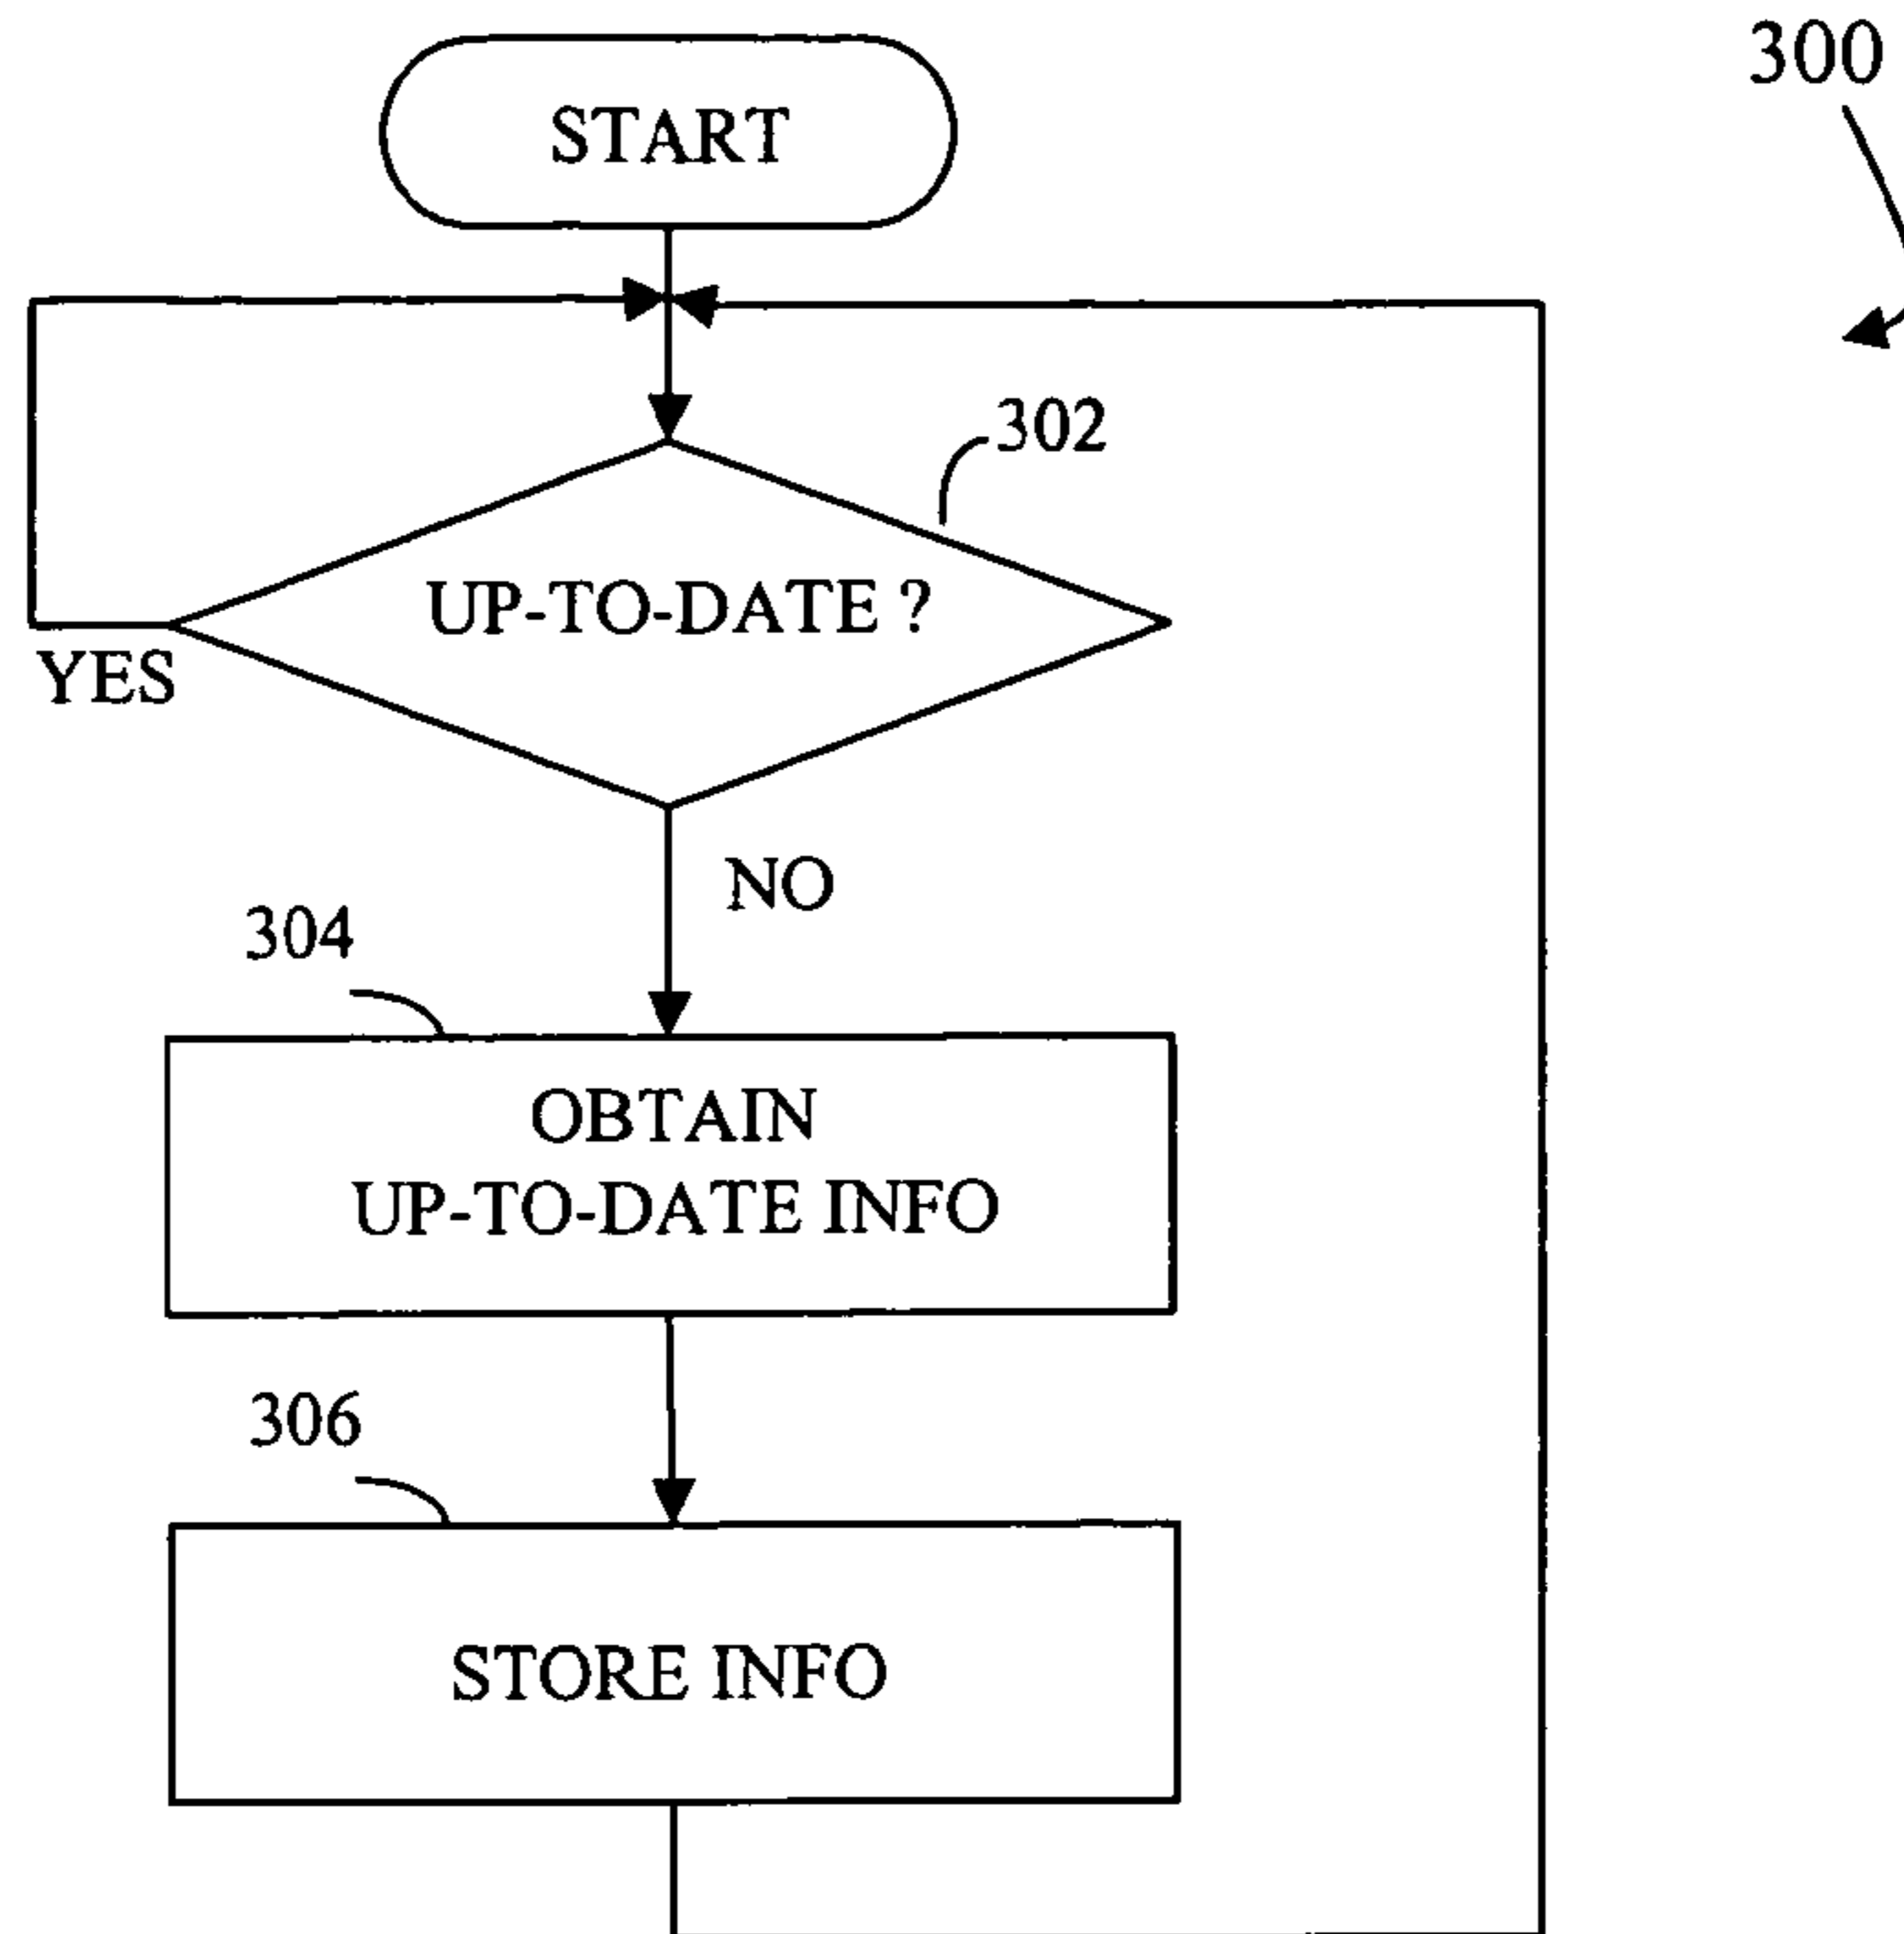 START
300
302
UP-TO-DATE ?
YES
NO
304
OBTAIN
UP-TO-DATE INFO
306
STORE INFO